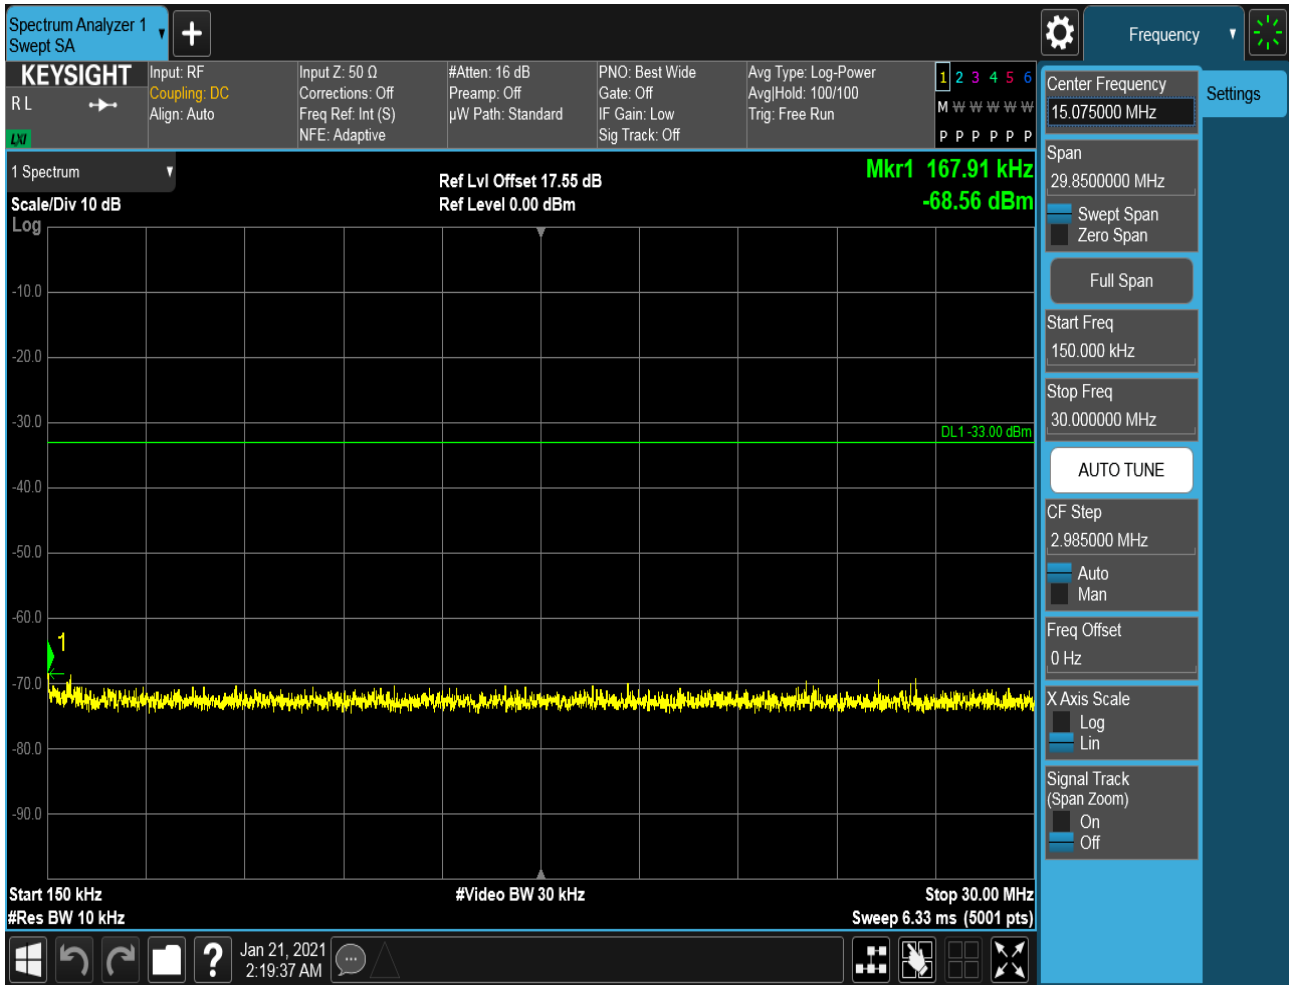 Spectrum Analyzer 1
Swept SA
Frequency
KEYSIGHT
R L
LXI
Input: RF
Coupling: DC
Align: Auto
Input Z: 50 Ω
Corrections: Off
Freq Ref: Int (S)
NFE: Adaptive
#Atten: 16 dB
Preamp: Off
µW Path: Standard
PNO: Best Wide
Gate: Off
IF Gain: Low
Sig Track: Off
Avg Type: Log-Power
Avg|Hold: 100/100
Trig: Free Run
1 2 3 4 5 6
M W W W W W
P P P P P P
1 Spectrum
Scale/Div 10 dB
Log
Ref Lvl Offset 17.55 dB
Ref Level 0.00 dBm
Mkr1 167.91 kHz
-68.56 dBm
-10.0
-20.0
-30.0
DL1 -33.00 dBm
-40.0
-50.0
-60.0
1
-70.0
-80.0
-90.0
Start 150 kHz
#Video BW 30 kHz
Stop 30.00 MHz
#Res BW 10 kHz
Sweep 6.33 ms (5001 pts)
Jan 21, 2021
2:19:37 AM
Center Frequency
15.075000 MHz
Settings
Span
29.8500000 MHz
Swept Span
Zero Span
Full Span
Start Freq
150.000 kHz
Stop Freq
30.000000 MHz
AUTO TUNE
CF Step
2.985000 MHz
Auto
Man
Freq Offset
0 Hz
X Axis Scale
Log
Lin
Signal Track
(Span Zoom)
On
Off